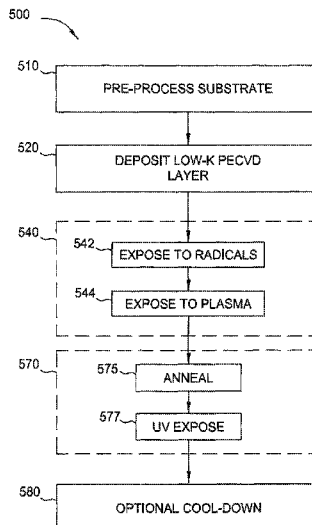 500
510
PRE-PROCESS SUBSTRATE
520
DEPOSIT LOW-K PECVD
LAYER
540
542
EXPOSE TO RADICALS
544
EXPOSE TO PLASMA
570
575
ANNEAL
577
UV EXPOSE
580
OPTIONAL COOL-DOWN